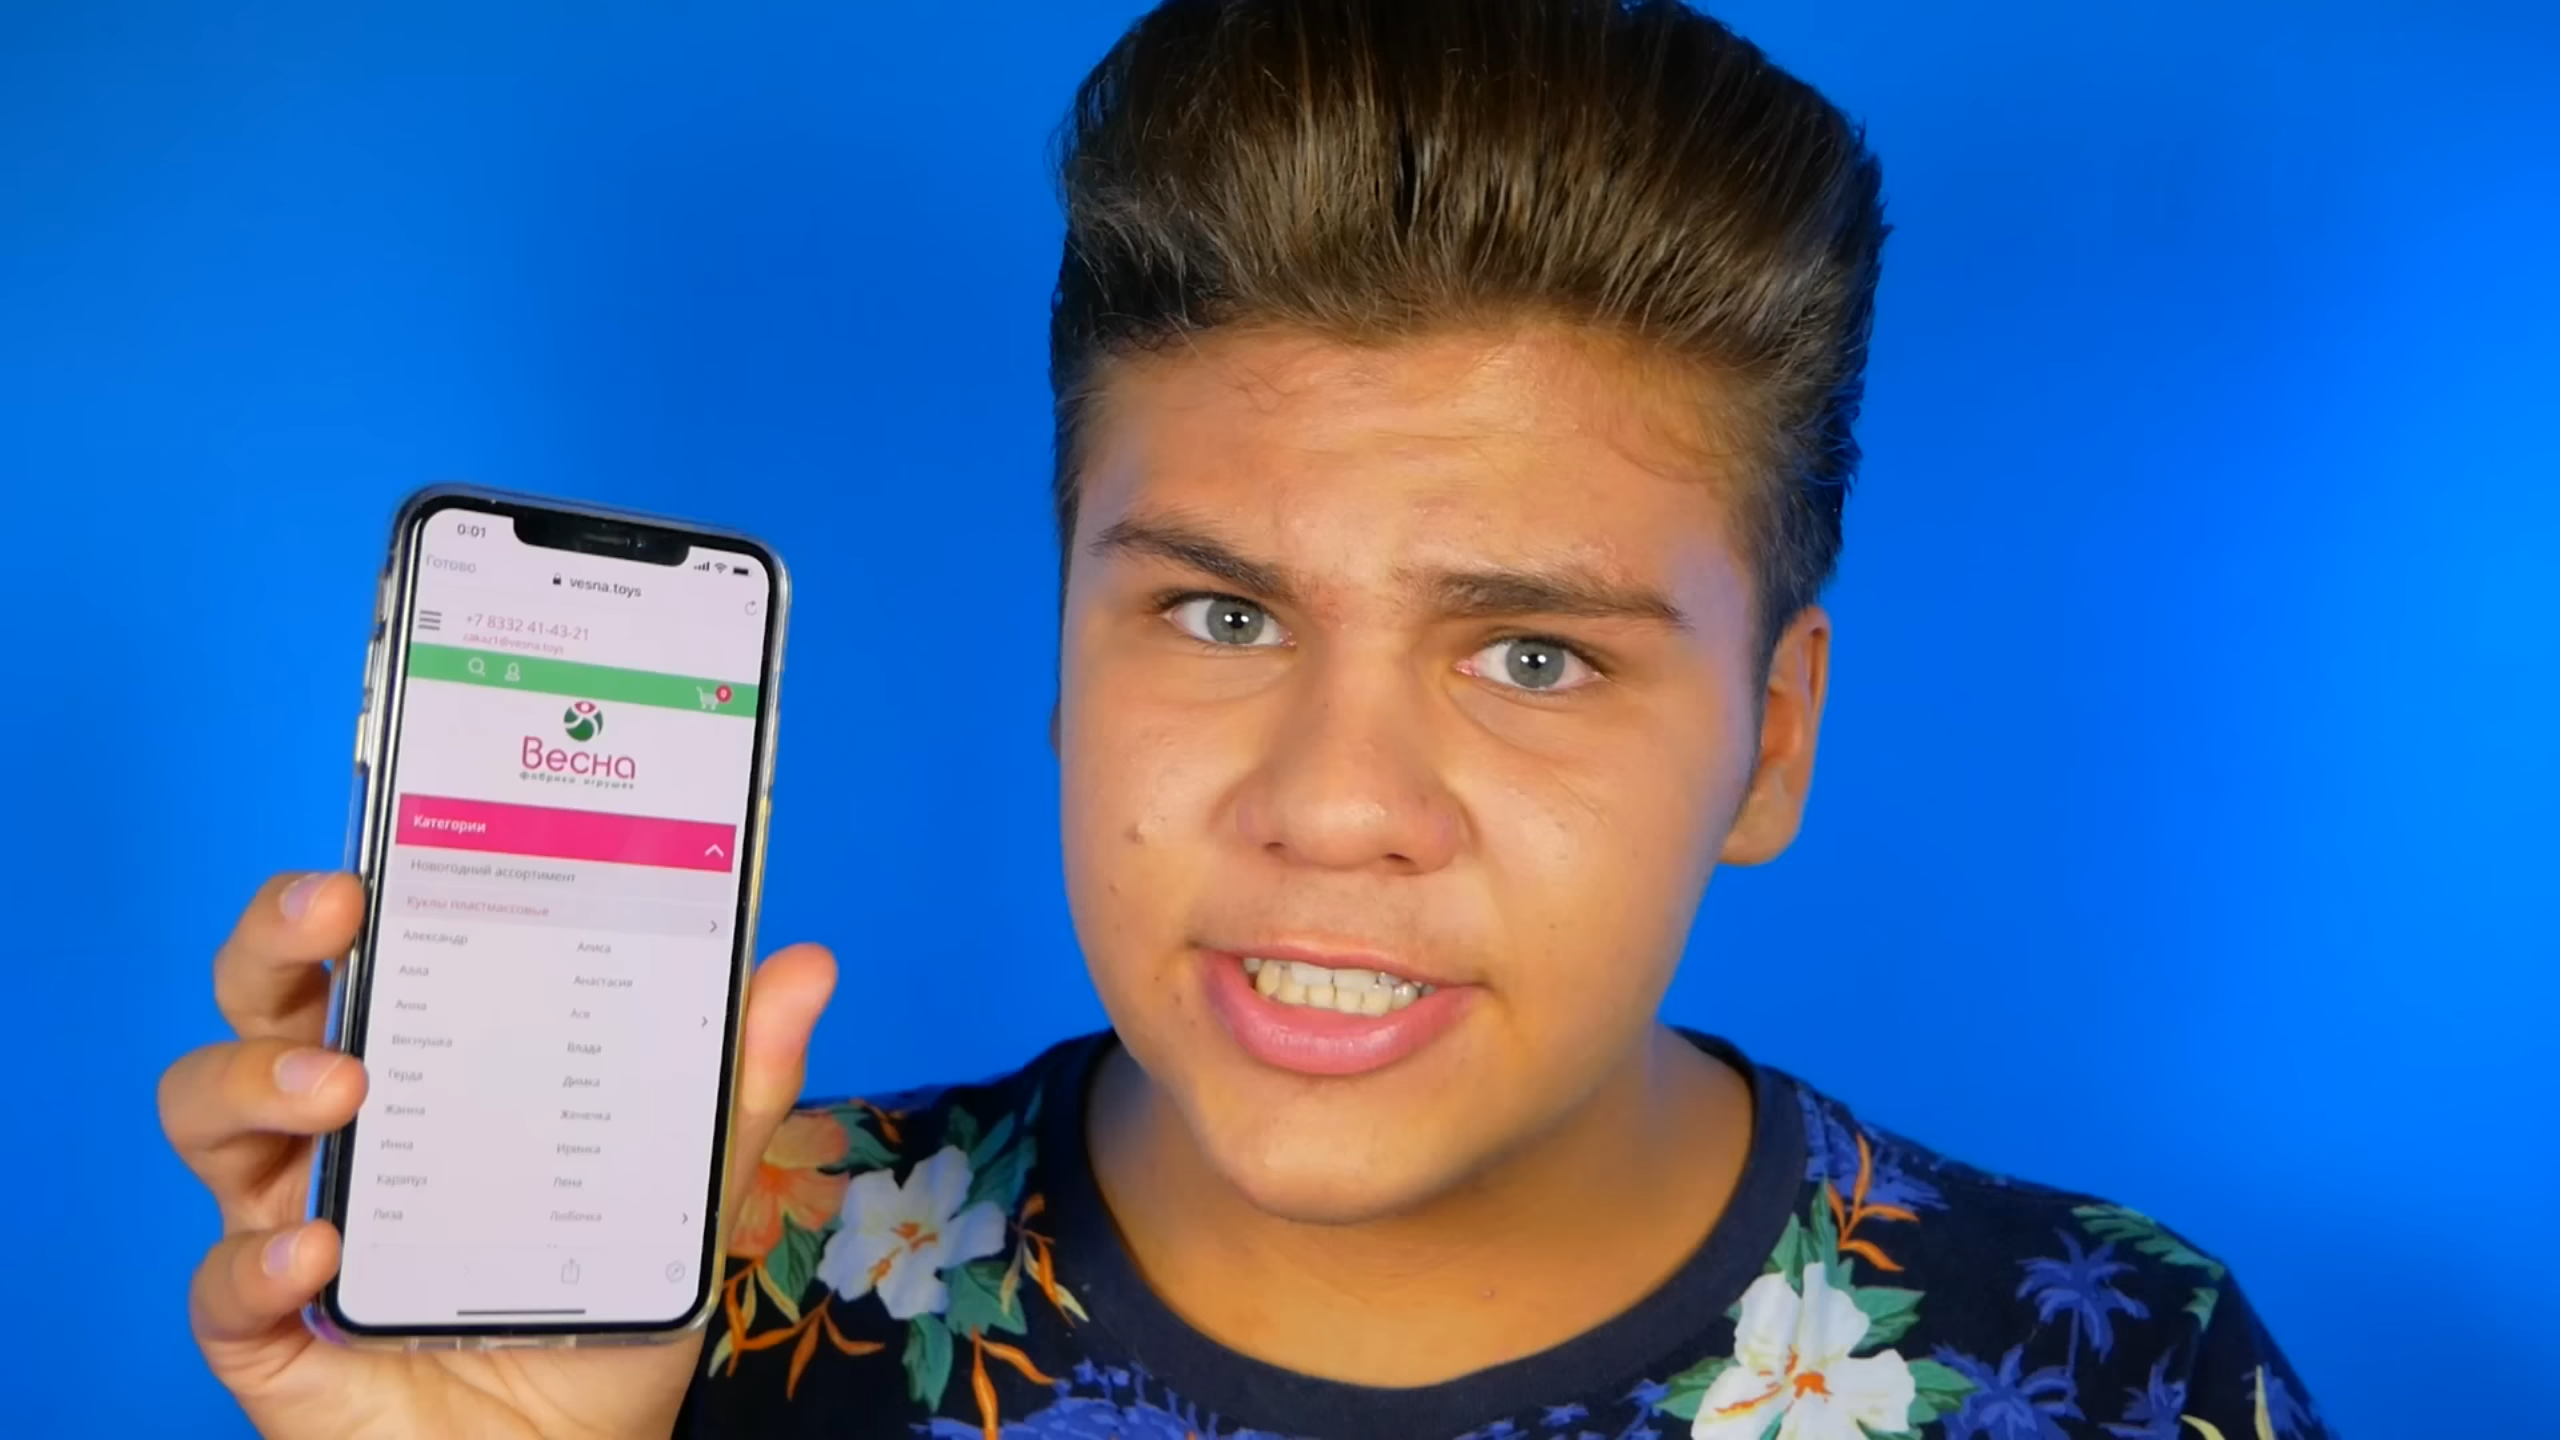 0:01
Готово
vesna.toys
+7 8332 41-43-21
zakaz1@vesna.toys
0
Весна
фабрика игрушек
Категории
Новогодний ассортимент
Куклы пластмассовые
Александр Алиса
Алла Анастасия
Анна Ася
Веснушка Влада
Герда Димка
Жанна Женечка
Инна Иринка
Карапуз Лена
Лиза Любочка